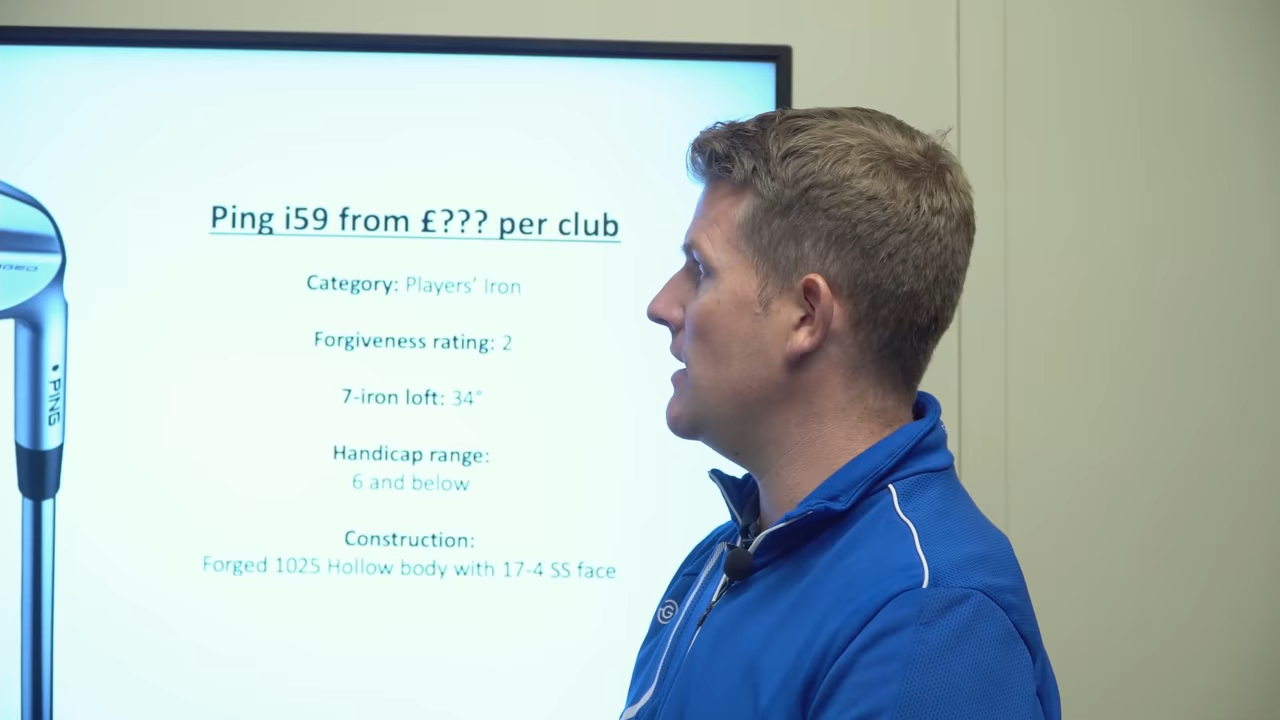 Ping i59 from £??? per club
Category: Players' Iron
Forgiveness rating: 2
7-iron loft: 34°
Handicap range:
6 and below
Construction:
Forged 1025 Hollow body with 17-4 SS face
PING
G